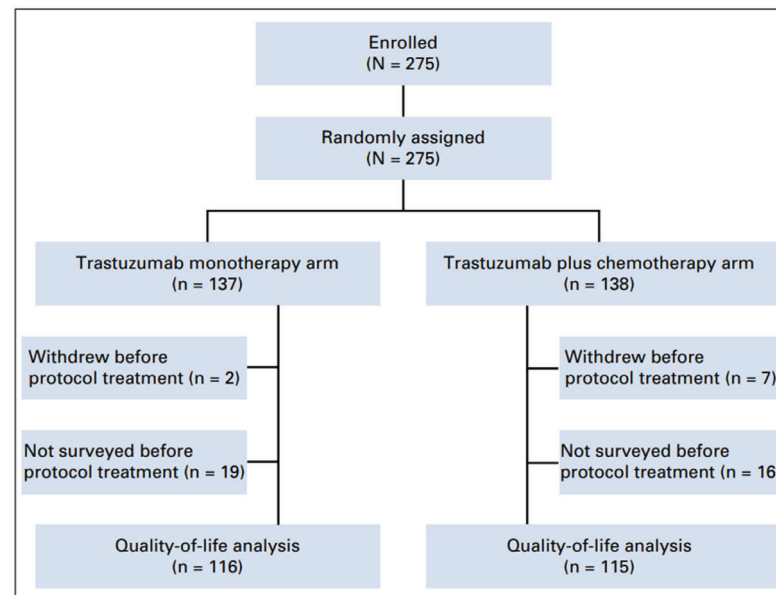 Enrolled
(N = 275)
Randomly assigned
(N = 275)
Trastuzumab monotherapy arm
(n = 137)
Trastuzumab plus chemotherapy arm
(n = 138)
Withdrew before
protocol treatment (n = 2)
Withdrew before
protocol treatment (n = 7)
Not surveyed before
protocol treatment (n = 19)
Not surveyed before
protocol treatment (n = 16)
Quality-of-life analysis
(n = 116)
Quality-of-life analysis
(n = 115)